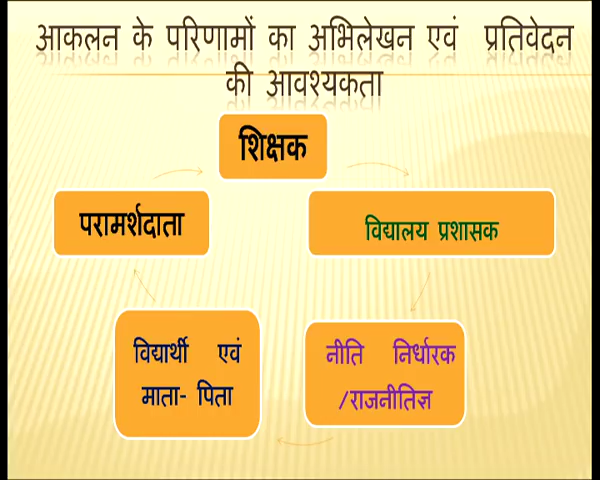 आकलन के परिणामों का अभिलेखन एवं प्रतिवेदन
की आवश्यकता
शिक्षक
परामर्शदाता
विद्यालय प्रशासक
विद्यार्थी एवं
माता- पिता
नीति निर्धारक
/राजनीतिज्ञ